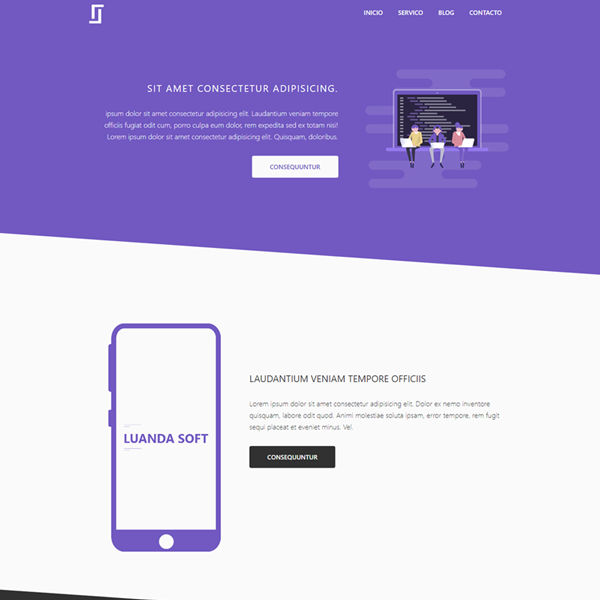 INICIO SERVICO BLOG CONTACTO
SIT AMET CONSECTETUR ADIPISICING.
ipsum dolor sit amet consectetur adipisicing elit. Laudantium veniam tempore
officiis fugiat odit cum, porro culpa eum dolor, rem expedita sed ex totam nisi!
Lorem ipsum dolor sit amet consectetur adipisicing elit. Quisquam, dolor
doloribus.
CONSEQUUNTUR
LUANDA SOFT
LAUDANTIUM VENIAM TEMPORE OFFICIIS
Lorem ipsum dolor sit amet consectetur adipisicing elit. Ex dolor nemo inventore
quisquam, labore odit quod. Animi molestiae soluta ipsam, error tempore, rem fugit
sequi placeat et eveniet minus. Vel.
CONSEQUUNTUR